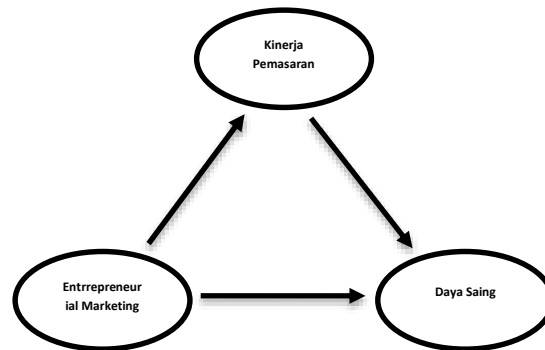 Kinerja
Pemasaran
Entrrepreneur
ial Marketing
Daya Saing